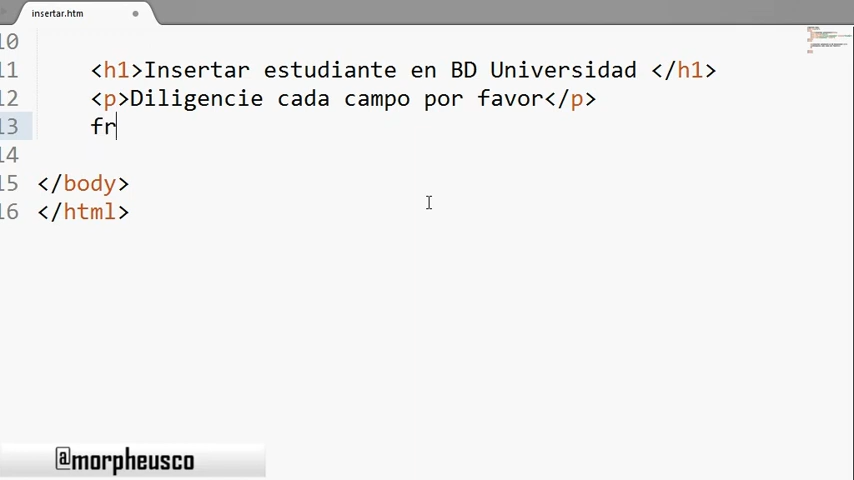 insertar.htm
10
11 <h1>Insertar estudiante en BD Universidad </h1>
12 <p>Diligencie cada campo por favor</p>
13 fr
14
15 </body>
16 </html>
@morpheusco